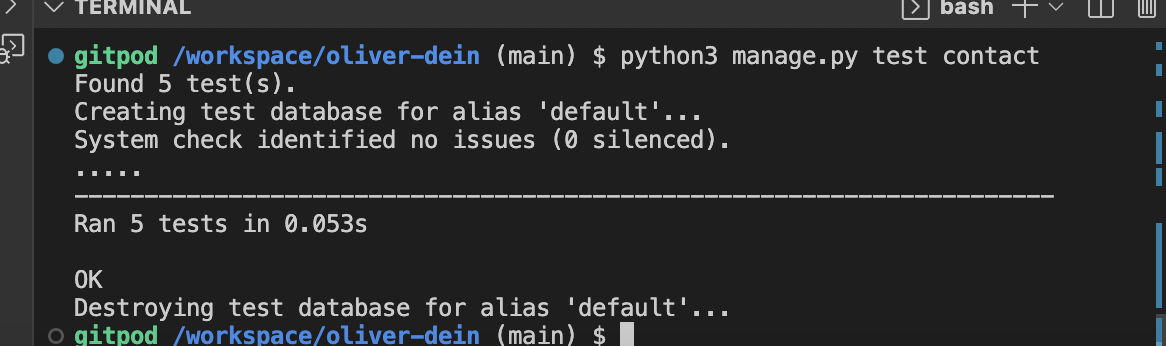 TERMINAL
bash
gitpod /workspace/oliver-dein (main) $ python3 manage.py test contact
Found 5 test(s).
Creating test database for alias 'default'...
System check identified no issues (0 silenced).
.....
----------------------------------------------------------------------
Ran 5 tests in 0.053s
OK
Destroying test database for alias 'default'...
gitpod /workspace/oliver-dein (main) $